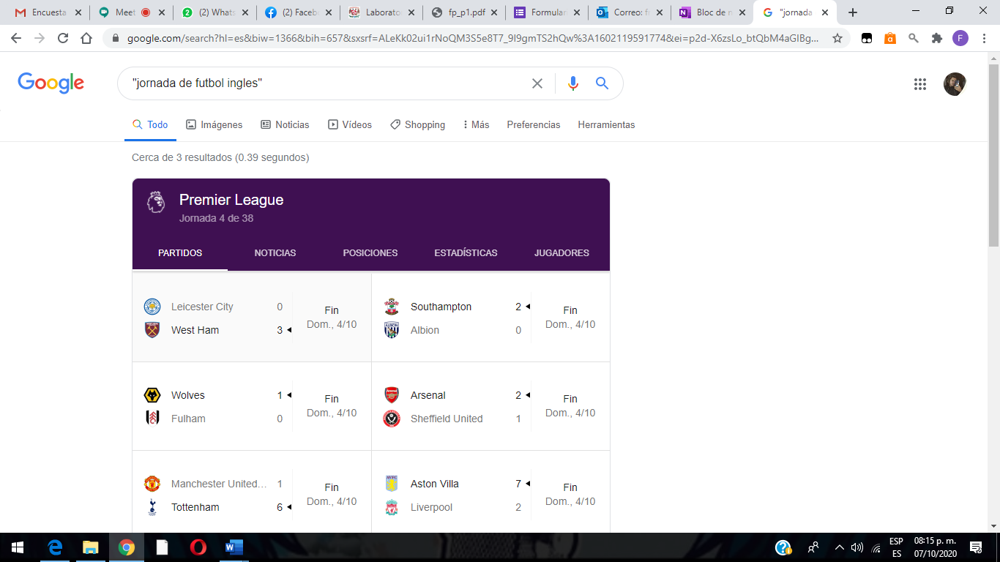 Encuesta
Meet
(2) Whats
(2) Faceb
Laborato
fp_p1.pdf
Formular
Correo: f
Bloc de n
"jornada
google.com/search?hl=es&biw=1366&bih=657&sxsrf=ALeKk02ui1rNoQM3S5e8T7_9I9gmTS2hQw%3A1602119591774&ei=p2d-X6zsLo_btQbM4aGIBg...
F
Google
"jornada de futbol ingles"
Todo
Imágenes
Noticias
Vídeos
Shopping
Más
Preferencias
Herramientas
Cerca de 3 resultados (0.39 segundos)
Premier League
Jornada 4 de 38
PARTIDOS
NOTICIAS
POSICIONES
ESTADÍSTICAS
JUGADORES
Leicester City 0
West Ham 3
Fin
Dom., 4/10
Southampton 2
Albion 0
Fin
Dom., 4/10
Wolves 1
Fulham 0
Fin
Dom., 4/10
Arsenal 2
Sheffield United 1
Fin
Dom., 4/10
Manchester United... 1
Tottenham 6
Fin
Dom., 4/10
Aston Villa 7
Liverpool 2
Fin
Dom., 4/10
ESP
ES
08:15 p. m.
07/10/2020